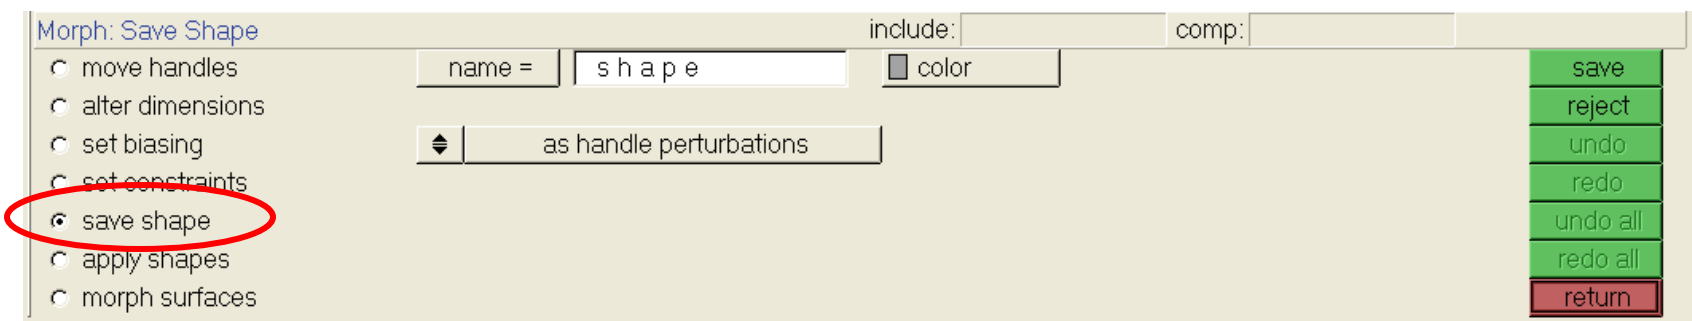 Morph: Save Shape include: comp:
move handles name = shape color save
alter dimensions reject
set biasing as handle perturbations undo
set constraints redo
save shape undo all
apply shapes redo all
morph surfaces return